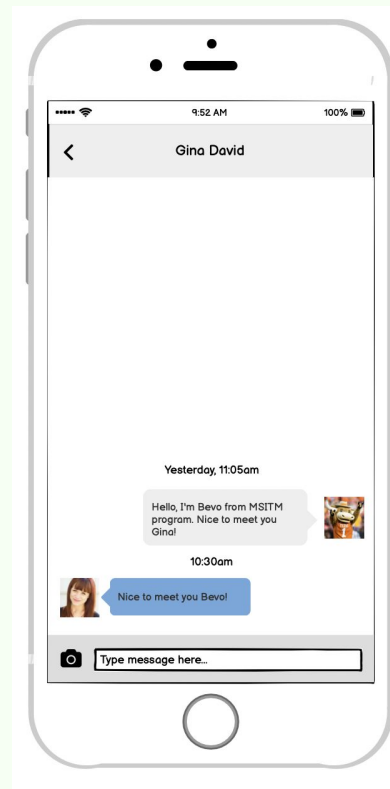 9:52 AM
100%
Gina David
Yesterday, 11:05am
Hello, I'm Bevo from MSITM
program. Nice to meet you
Gina!
10:30am
Nice to meet you Bevo!
Type message here...